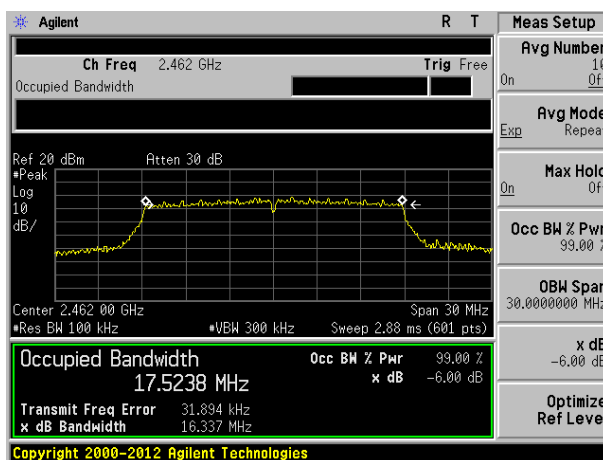 Agilent R T Meas Setup
Ch Freq 2.462 GHz Trig Free
Occupied Bandwidth
Ref 20 dBm Atten 30 dB
#Peak
Log
10
dB/
Center 2.462 00 GHz Span 30 MHz
#Res BW 100 kHz #VBW 300 kHz Sweep 2.88 ms (601 pts)
Occupied Bandwidth Occ BW % Pwr 99.00 %
17.5238 MHz x dB -6.00 dB
Transmit Freq Error 31.894 kHz
x dB Bandwidth 16.337 MHz
Copyright 2000-2012 Agilent Technologies
Avg Number
10
On Of
Avg Mode
Exp Repeat
Max Hold
On Of
Occ BW % Pwr
99.00 %
OBW Span
30.0000000 MHz
x dB
-6.00 dB
Optimize
Ref Level